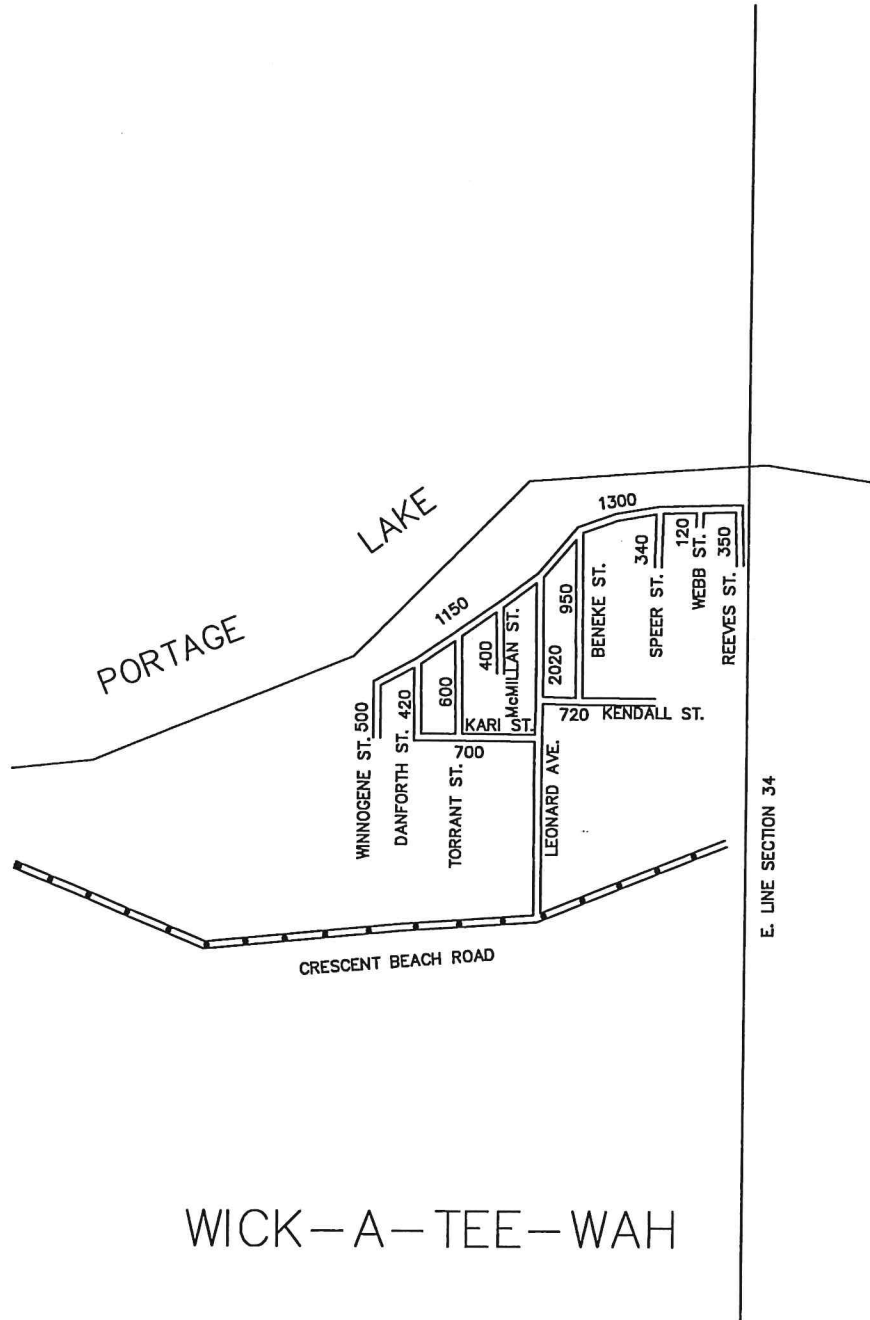 PORTAGE
LAKE
1300
1150
WINNOGENE ST. 500
DANFORTH ST. 420
TORRANT ST.
600
400
McMILLAN ST.
KARI ST.
700
LEONARD AVE.
2020
950
BENEKE ST.
720 KENDALL ST.
SPEER ST. 340
WEBB ST. 120
REEVES ST. 350
E. LINE SECTION 34
CRESCENT BEACH ROAD
WICK-A-TEE-WAH